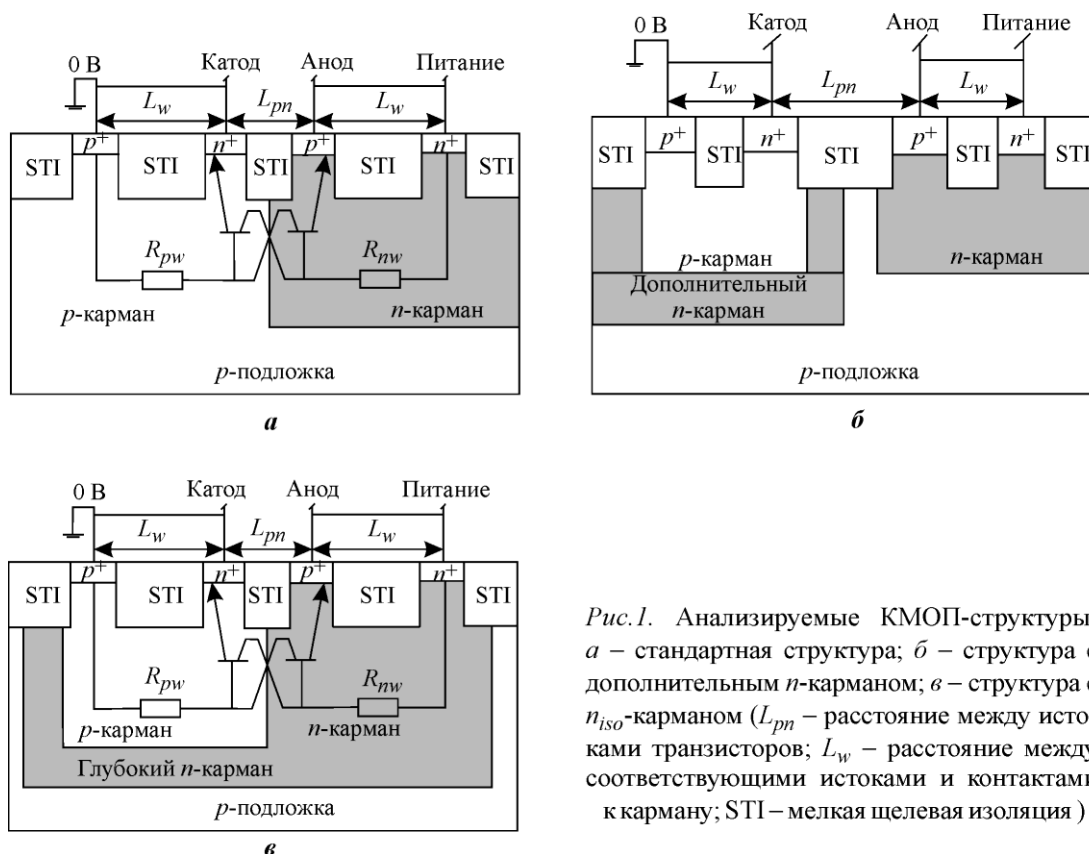 0 В Катод Анод Питание
L_w L_pn L_w
p+ n+ p+ n+
STI STI STI STI STI
R_pw R_nw
p-карман n-карман
p-подложка
а
0 В Катод Анод Питание
L_w L_pn L_w
p+ n+ p+ n+
STI STI STI STI STI
p-карман n-карман
Дополнительный
n-карман
p-подложка
б
0 В Катод Анод Питание
L_w L_pn L_w
p+ n+ p+ n+
STI STI STI STI STI
R_pw R_nw
p-карман n-карман
Глубокий n-карман
p-подложка
в
Рис.1. Анализируемые КМОП-структуры
а – стандартная структура; б – структура с
дополнительным n-карманом; в – структура с
n_iso-карманом (L_pn – расстояние между исто-
ками транзисторов; L_w – расстояние между
соответствующими истоками и контактами
к карману; STI – мелкая щелевая изоляция )